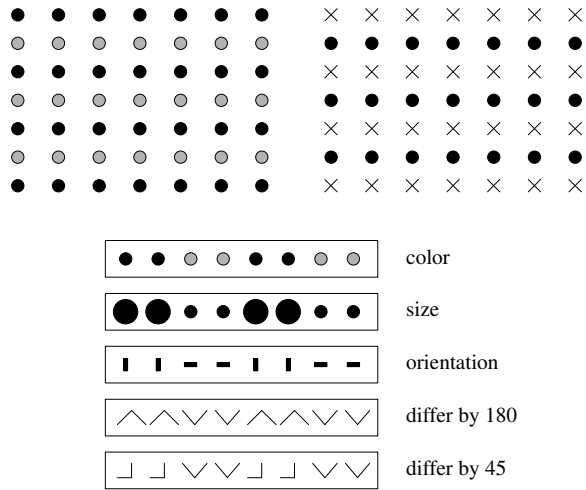 color
size
orientation
differ by 180
differ by 45